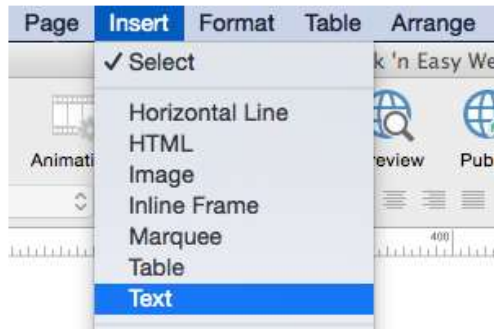 Page Insert Format Table Arrange
✓ Select
k 'n Easy We
Horizontal Line
HTML
Animati
Image
eview
Pub
Inline Frame
Marquee
400
Table
Text